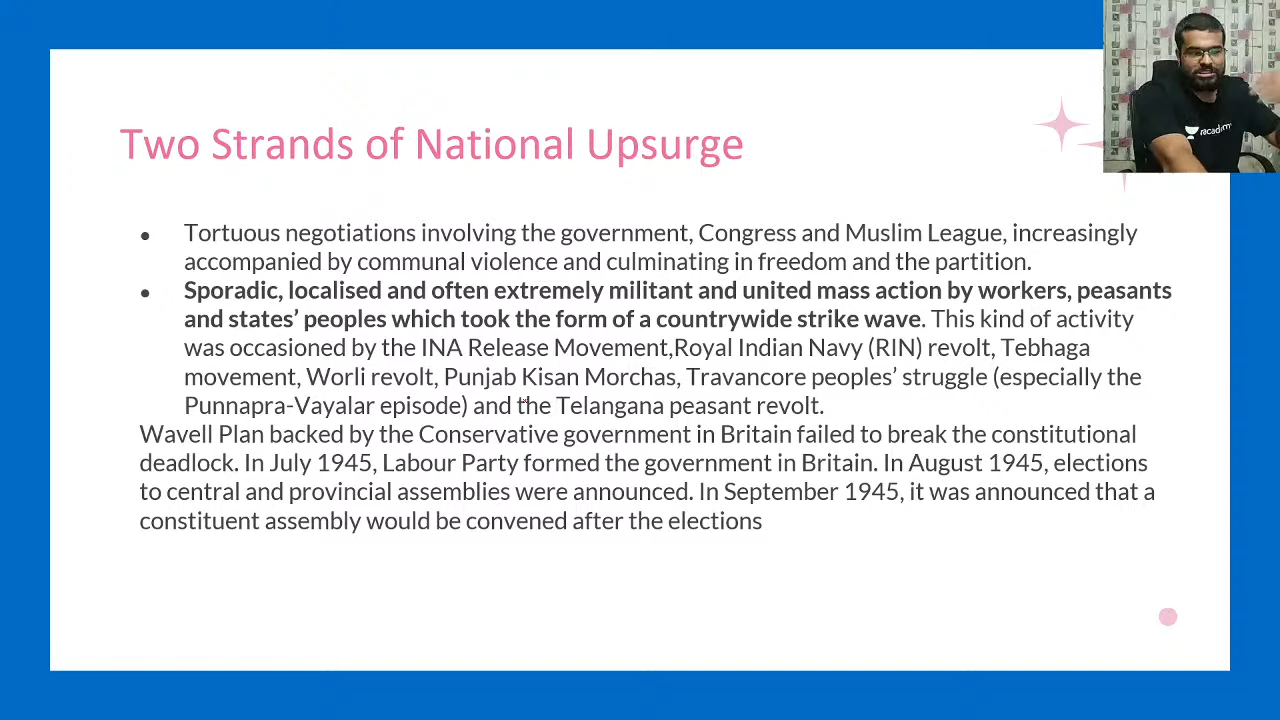 Two Strands of National Upsurge
● Tortuous negotiations involving the government, Congress and Muslim League, increasingly
accompanied by communal violence and culminating in freedom and the partition.
● Sporadic, localised and often extremely militant and united mass action by workers, peasants
and states’ peoples which took the form of a countrywide strike wave. This kind of activity
was occasioned by the INA Release Movement,Royal Indian Navy (RIN) revolt, Tebhaga
movement, Worli revolt, Punjab Kisan Morchas, Travancore peoples’ struggle (especially the
Punnapra-Vayalar episode) and the Telangana peasant revolt.
Wavell Plan backed by the Conservative government in Britain failed to break the constitutional
deadlock. In July 1945, Labour Party formed the government in Britain. In August 1945, elections
to central and provincial assemblies were announced. In September 1945, it was announced that a
constituent assembly would be convened after the elections